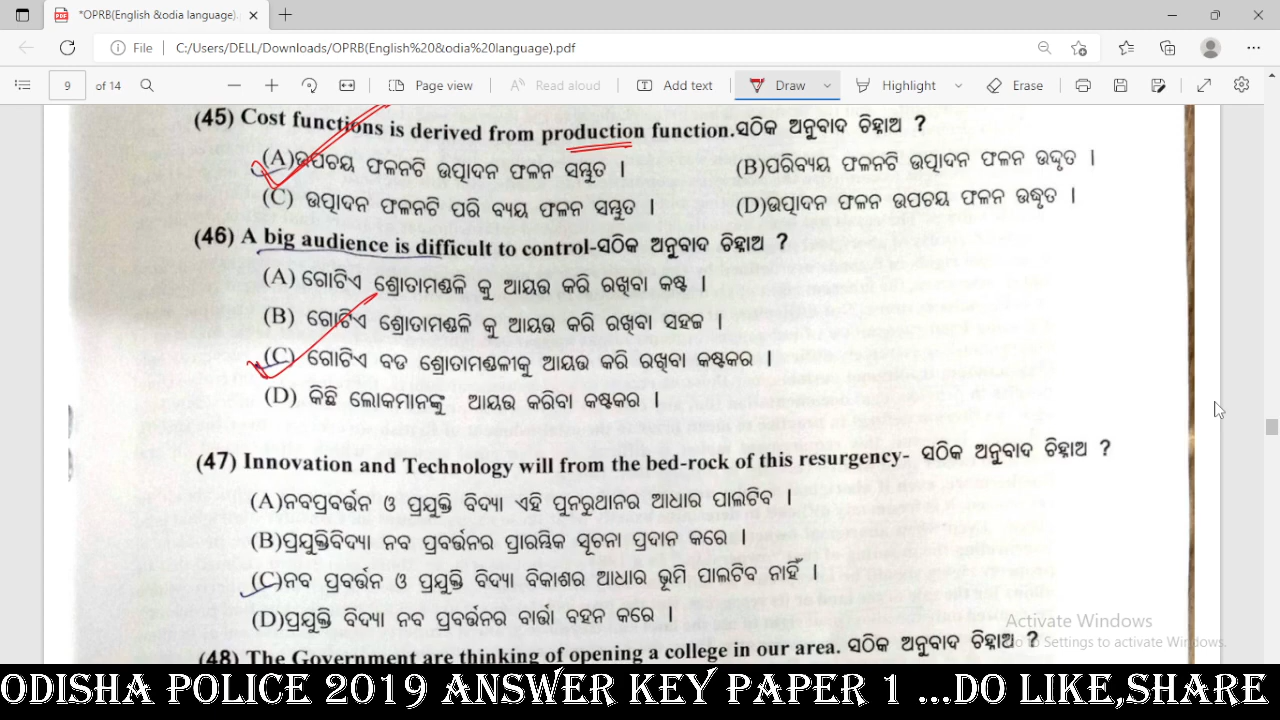 *OPRB(English &odia language).
File C:/Users/DELL/Downloads/OPRB(English%20&odia%20language).pdf
9 of 14 Page view Read aloud Add text Draw Highlight Erase
(45) Cost functions is derived from production function.ସଠିକ ଅନୁବାଦ ଚିହ୍ନାଅ ?
(A)ଉପଚୟ ଫଳନଟି ଉତ୍ପାଦନ ଫଳନ ସମ୍ଭୂତ । (B)ପରିବ୍ୟୟ ଫଳନଟି ଉତ୍ପାଦନ ଫଳନ ଉଦ୍ଧୃତ ।
(C) ଉତ୍ପାଦନ ଫଳନଟି ପରି ବ୍ୟୟ ଫଳନ ସମ୍ଭୂତ । (D)ଉତ୍ପାଦନ ଫଳନ ଉପଚୟ ଫଳନ ଉଦ୍ଧୃତ ।
(46) A big audience is difficult to control-ସଠିକ ଅନୁବାଦ ଚିହ୍ନାଅ ?
(A) ଗୋଟିଏ ଶ୍ରୋତାମଣ୍ଡଳି କୁ ଆୟତ୍ତ କରି ରଖିବା କଷ୍ଟ ।
(B) ଗୋଟିଏ ଶ୍ରୋତାମଣ୍ଡଳି କୁ ଆୟତ୍ତ କରି ରଖିବା ସହଜ ।
(C) ଗୋଟିଏ ବଡ ଶ୍ରୋତାମଣ୍ଡଳୀକୁ ଆୟତ୍ତ କରି ରଖିବା କଷ୍ଟକର ।
(D) କିଛି ଲୋକମାନଙ୍କୁ ଆୟତ୍ତ କରିବା କଷ୍ଟକର ।
(47) Innovation and Technology will from the bed-rock of this resurgency- ସଠିକ ଅନୁବାଦ ଚିହ୍ନାଅ ?
(A)ନବପ୍ରବର୍ତ୍ତନ ଓ ପ୍ରଯୁକ୍ତି ବିଦ୍ୟା ଏହି ପୁନରୁଥାନର ଆଧାର ପାଲଟିବ ।
(B)ପ୍ରଯୁକ୍ତିବିଦ୍ୟା ନବ ପ୍ରବର୍ତ୍ତନର ପ୍ରାରମ୍ଭିକ ସୂଚନା ପ୍ରଦାନ କରେ ।
(C)ନବ ପ୍ରବର୍ତ୍ତନ ଓ ପ୍ରଯୁକ୍ତି ବିଦ୍ୟା ବିକାଶର ଆଧାର ଭୂମି ପାଲଟିବ ନାହିଁ ।
(D)ପ୍ରଯୁକ୍ତି ବିଦ୍ୟା ନବ ପ୍ରବର୍ତ୍ତନର ବାର୍ତ୍ତା ବହନ କରେ ।
Activate Windows
Go to Settings to activate Windows.
(48) The Government are thinking of opening a college in our area. ସଠିକ ଅନୁବାଦ ଚିହ୍ନାଅ ?
ODISHA POLICE 2019 ANSWER KEY PAPER 1 ...DO LIKE,SHARE